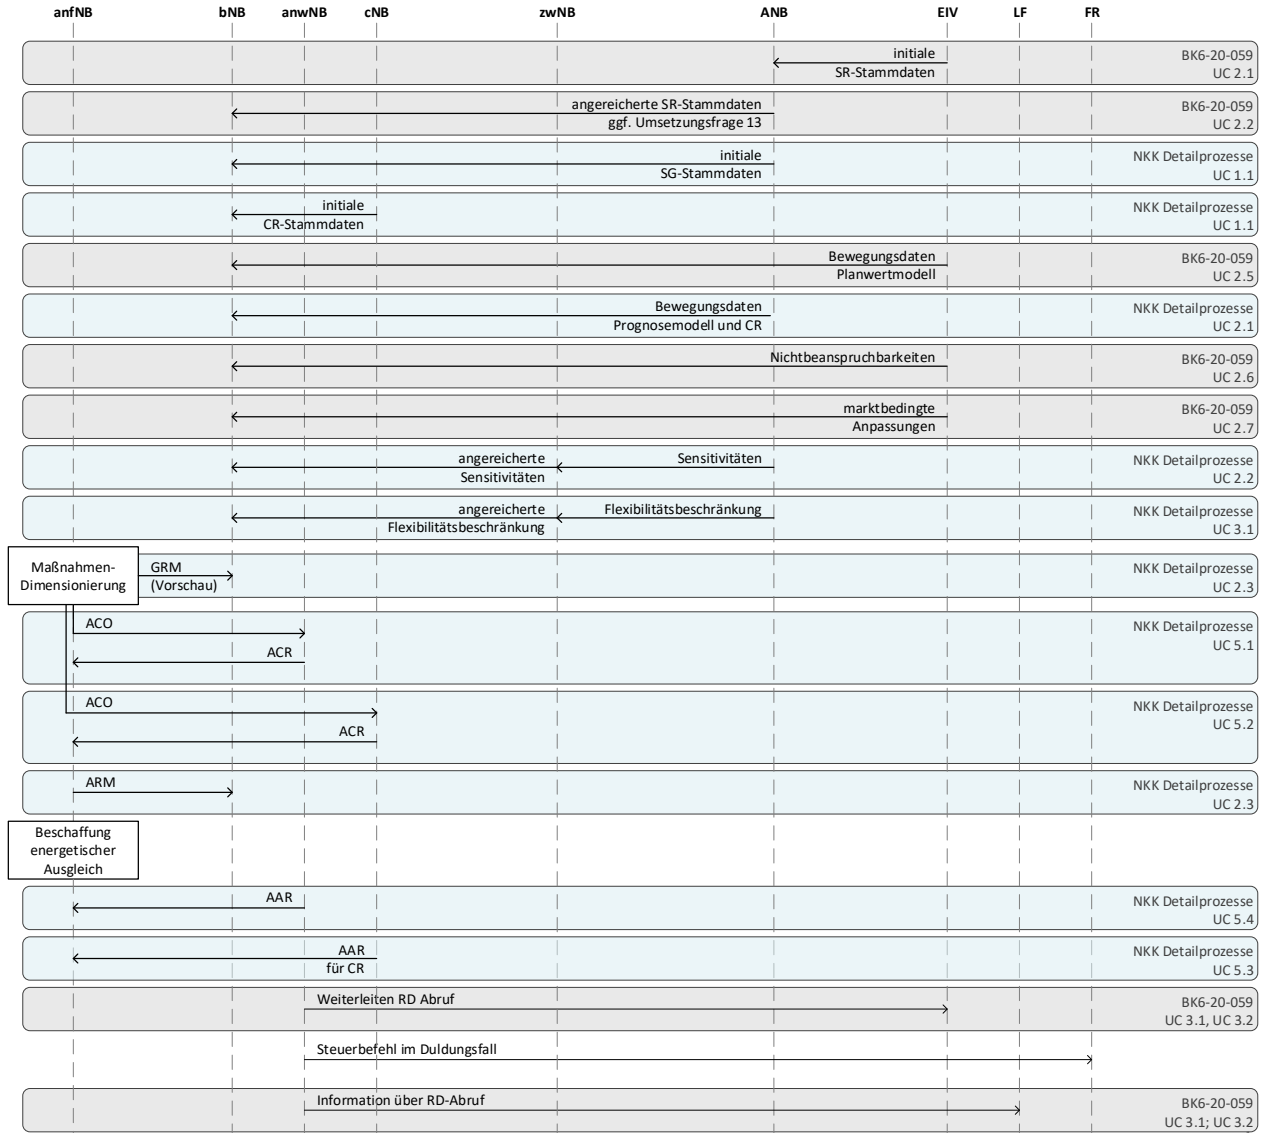 anfNB bNB anwNB cNB zwNB ANB EIV LF FR
initiale
SR-Stammdaten
BK6-20-059
UC 2.1
angereicherte SR-Stammdaten
ggf. Umsetzungsfrage 13
BK6-20-059
UC 2.2
initiale
SG-Stammdaten
NKK Detailprozesse
UC 1.1
initiale
CR-Stammdaten
NKK Detailprozesse
UC 1.1
Bewegungsdaten
Planwertmodell
BK6-20-059
UC 2.5
Bewegungsdaten
Prognosemodell und CR
NKK Detailprozesse
UC 2.1
Nichtbeanspruchbarkeiten
BK6-20-059
UC 2.6
marktbedingte
Anpassungen
BK6-20-059
UC 2.7
angereicherte
Sensitivitäten
Sensitivitäten
NKK Detailprozesse
UC 2.2
angereicherte
Flexibilitätsbeschränkung
Flexibilitätsbeschränkung
NKK Detailprozesse
UC 3.1
Maßnahmen-
Dimensionierung
GRM
(Vorschau)
NKK Detailprozesse
UC 2.3
ACO
ACR
NKK Detailprozesse
UC 5.1
ACO
ACR
NKK Detailprozesse
UC 5.2
ARM
NKK Detailprozesse
UC 2.3
Beschaffung
energetischer
Ausgleich
AAR
NKK Detailprozesse
UC 5.4
AAR
für CR
NKK Detailprozesse
UC 5.3
Weiterleiten RD Abruf
BK6-20-059
UC 3.1, UC 3.2
Steuerbefehl im Duldungsfall
Information über RD-Abruf
BK6-20-059
UC 3.1; UC 3.2